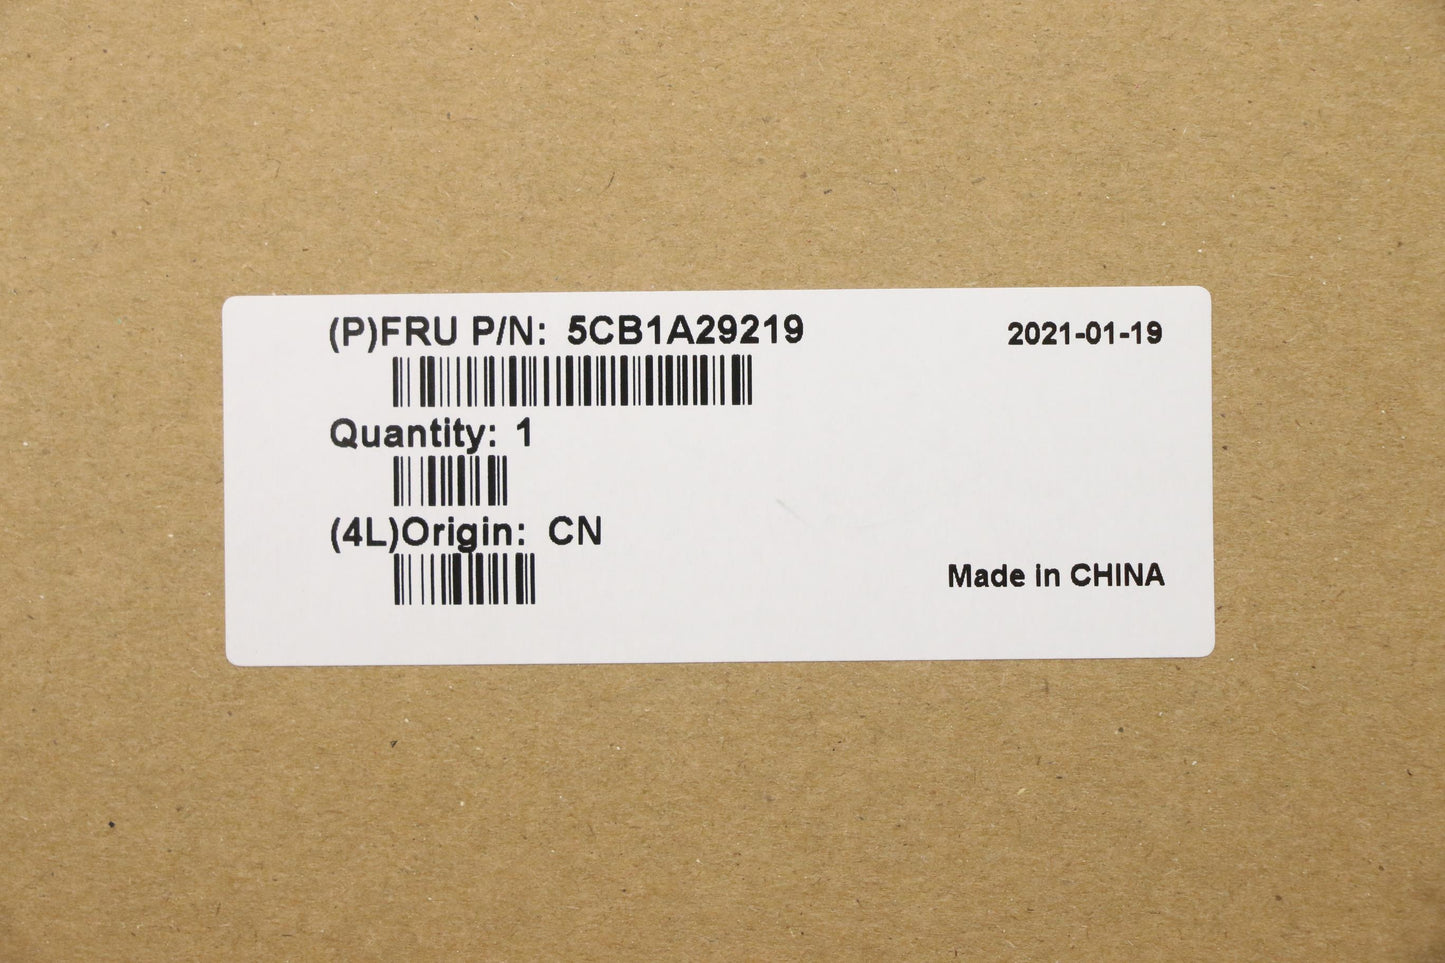 (P)FRU P/N: 5CB1A29219
2021-01-19
Quantity: 1
(4L)Origin: CN
Made in CHINA